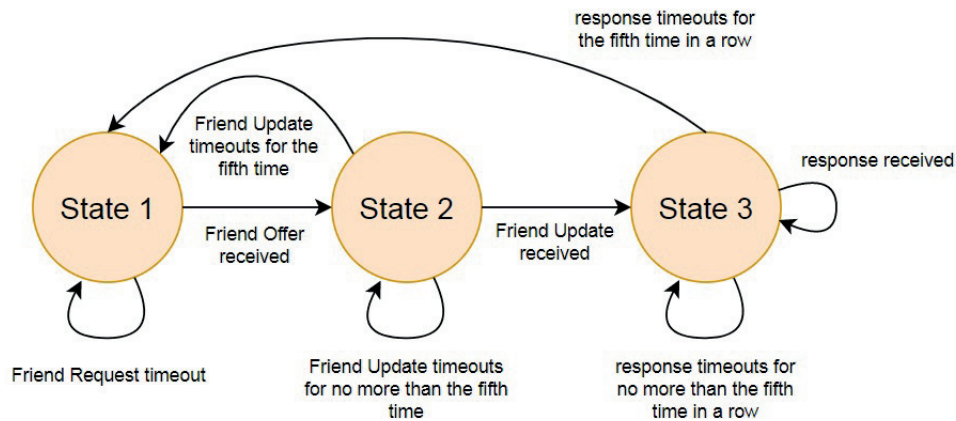 response timeouts for
the fifth time in a row
Friend Update
timeouts for the
fifth time
response received
State 1
State 2
State 3
Friend Offer
received
Friend Update
received
Friend Request timeout
Friend Update timeouts
for no more than the fifth
time
response timeouts for
no more than the fifth
time in a row